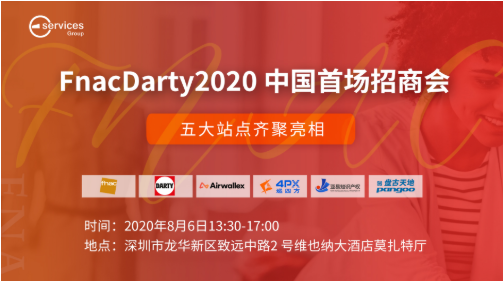 services
Group
FnacDarty2020 中国首场招商会
五大站点齐聚亮相
fnac
DARTY
Airwallex
4PX
递四方
盘古天地
pangoo
时间：2020年8月6日13:30-17:00
地点：深圳市龙华新区致远中路2 号维也纳大酒店莫扎特厅